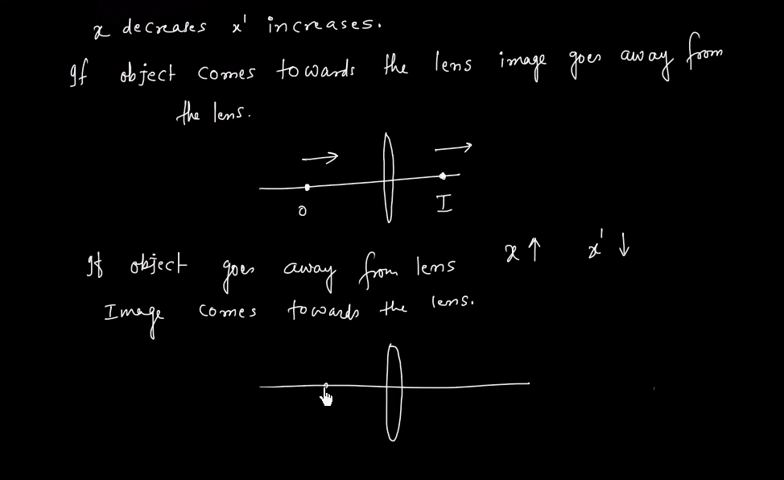 x decreases x' increases.
If object comes towards the lens image goes away from
the lens.
O
I
If object goes away from lens x↑ x'↓
Image comes towards the lens.